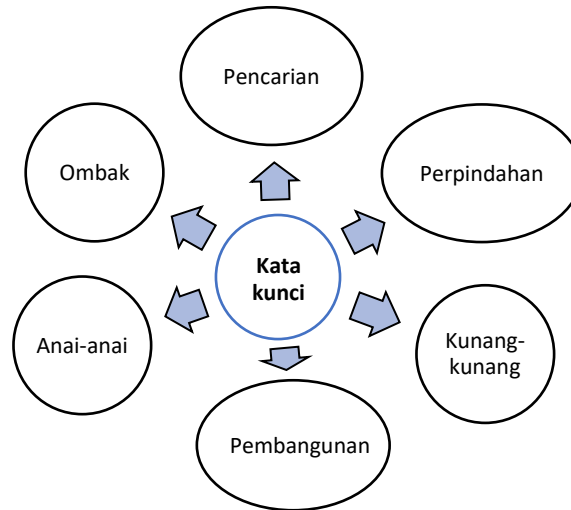 Pencarian
Ombak
Perpindahan
Kata
kunci
Anai-anai
Kunang-
kunang
Pembangunan